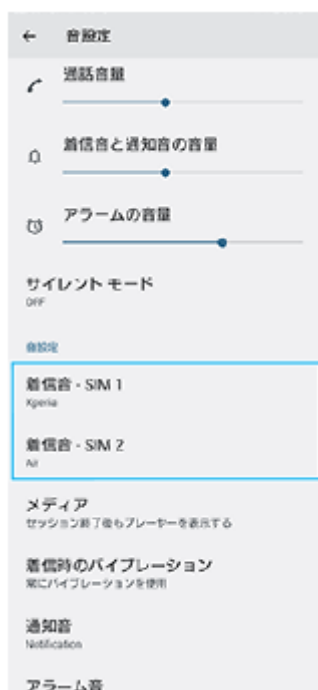 音設定
通話音量
着信音と通知音の音量
アラームの音量
サイレント モード
OFF
音設定
着信音 - SIM 1
Xperia
着信音 - SIM 2
Air
メディア
セッション終了後もプレーヤーを表示する
着信時のバイブレーション
常にバイブレーションを使用
通知音
Notification
アラーム音